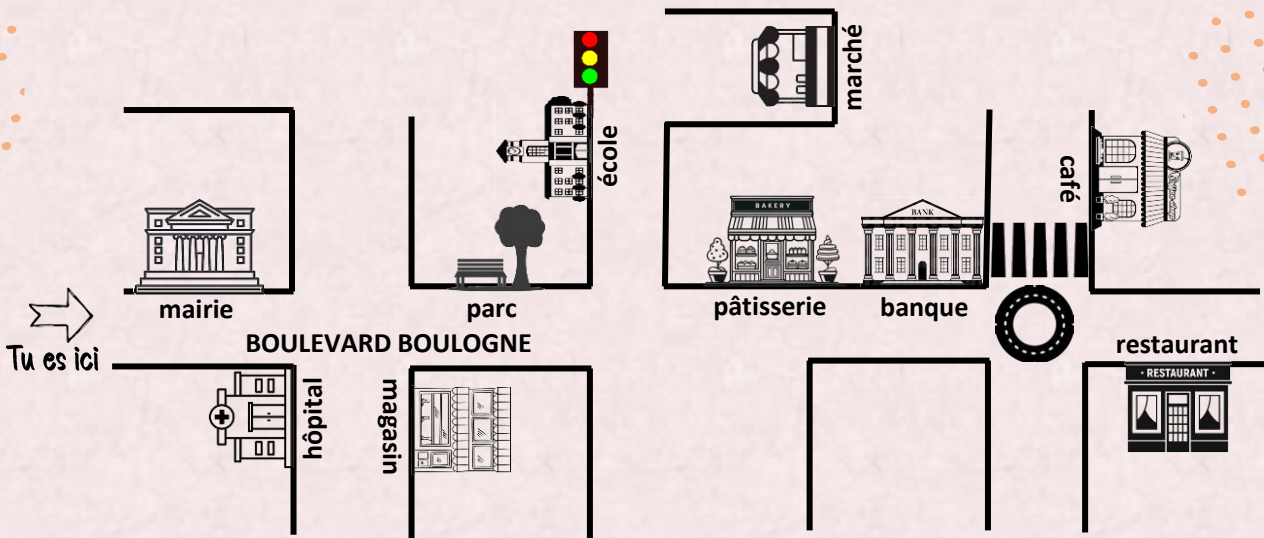 marché
école
BAKERY
BANK
café
mairie
parc
pâtisserie
banque
Tu es ici
BOULEVARD BOULOGNE
restaurant
· RESTAURANT ·
hôpital
magasin